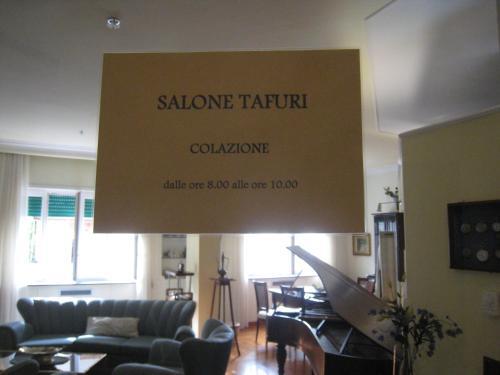 SALONE TAFURI
COLAZIONE
dalle ore 8.00 alle ore 10.00